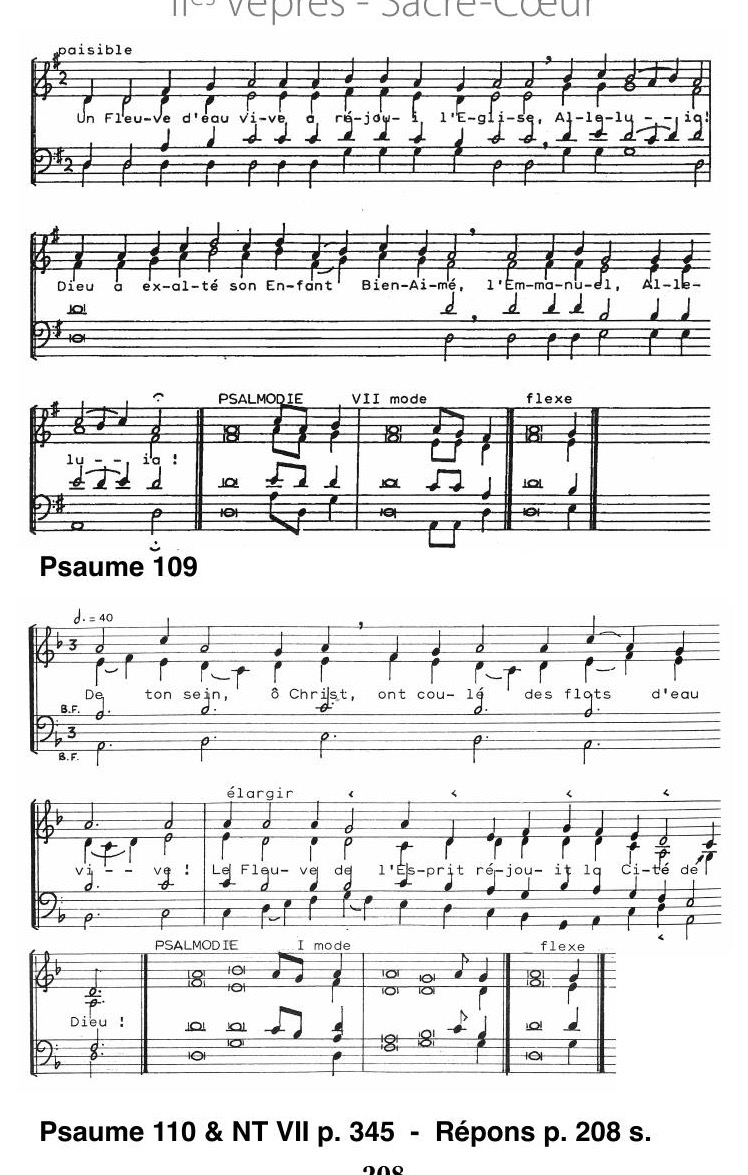 IIes Vêpres - Sacré-Cœur
paisible
Un Fleu-ve d'eau vi-ve a ré-jou- i l'E-gli-se, Al-le-lu - - ia!
Dieu a ex-al-té son En-fant Bien-Ai-mé, l'Em-ma-nu-el, Al-le-
PSALMODIE VII mode flexe
lu - - ia !
Psaume 109
= 40
De ton sein, ô Christ, ont cou- lé des flots d'eau
B.F.
B.F.
élargir
vi - - ve ! Le Fleu- ve de l'Es-prit ré-jou- it la Ci-té de
PSALMODIE I mode flexe
Dieu !
Psaume 110 & NT VII p. 345 - Répons p. 208 s.
208